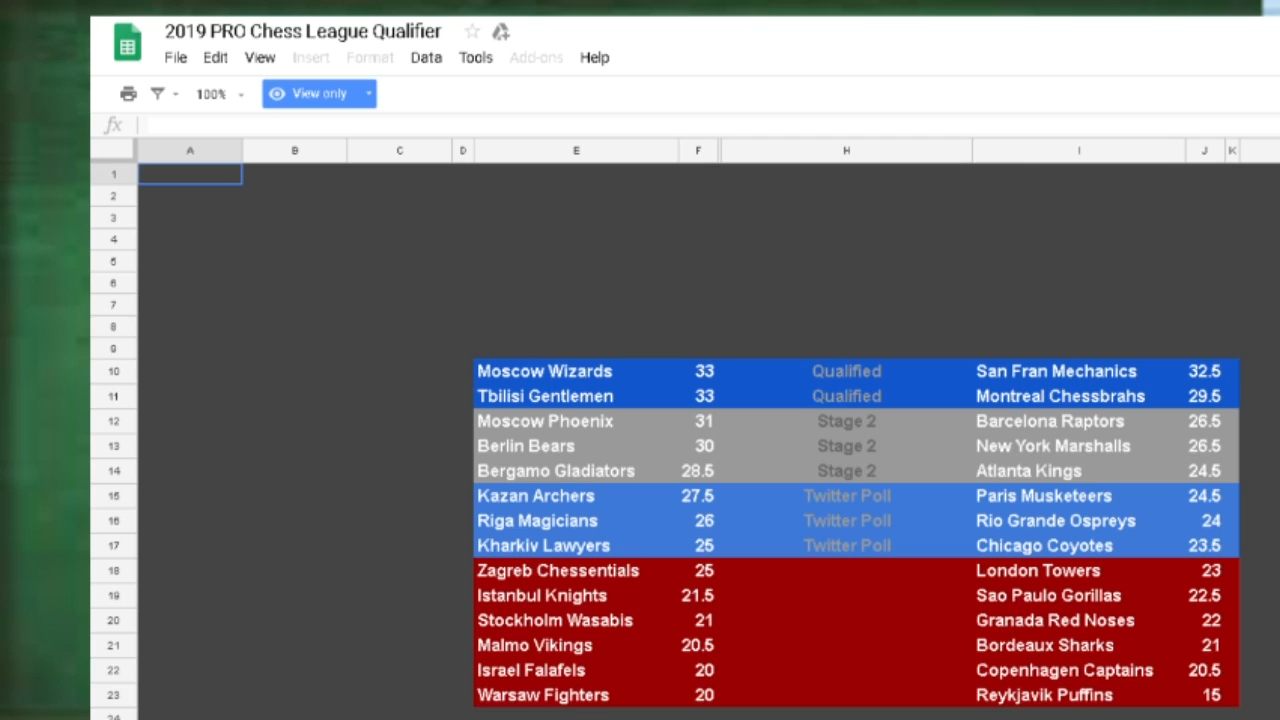 2019 PRO Chess League Qualifier
File Edit View Insert Format Data Tools Add-ons Help
100% View only
fx
A B C D E F H I J K
1
2
3
4
5
6
7
8
9
10 Moscow Wizards 33 Qualified San Fran Mechanics 32.5
11 Tbilisi Gentlemen 33 Qualified Montreal Chessbrahs 29.5
12 Moscow Phoenix 31 Stage 2 Barcelona Raptors 26.5
13 Berlin Bears 30 Stage 2 New York Marshalls 26.5
14 Bergamo Gladiators 28.5 Stage 2 Atlanta Kings 24.5
15 Kazan Archers 27.5 Twitter Poll Paris Musketeers 24.5
16 Riga Magicians 26 Twitter Poll Rio Grande Ospreys 24
17 Kharkiv Lawyers 25 Twitter Poll Chicago Coyotes 23.5
18 Zagreb Chessentials 25 London Towers 23
19 Istanbul Knights 21.5 Sao Paulo Gorillas 22.5
20 Stockholm Wasabis 21 Granada Red Noses 22
21 Malmo Vikings 20.5 Bordeaux Sharks 21
22 Israel Falafels 20 Copenhagen Captains 20.5
23 Warsaw Fighters 20 Reykjavik Puffins 15
24